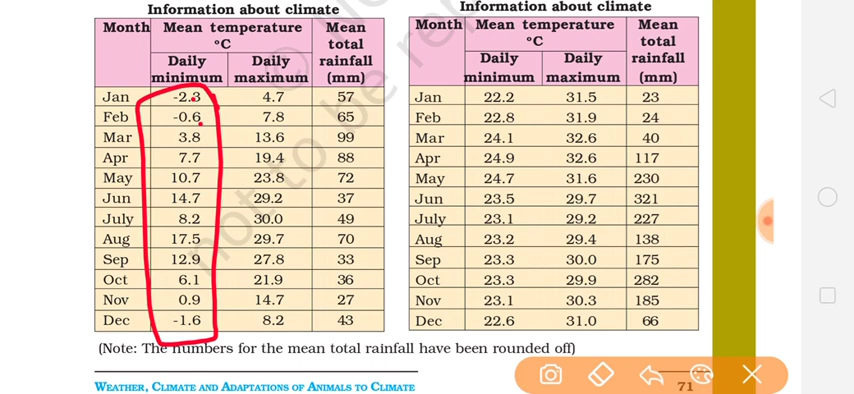 Information about climate
Month Mean temperature °C Mean total rainfall (mm)
Daily minimum Daily maximum
Jan -2.3 4.7 57
Feb -0.6 7.8 65
Mar 3.8 13.6 99
Apr 7.7 19.4 88
May 10.7 23.8 72
Jun 14.7 29.2 37
July 8.2 30.0 49
Aug 17.5 29.7 70
Sep 12.9 27.8 33
Oct 6.1 21.9 36
Nov 0.9 14.7 27
Dec -1.6 8.2 43
Information about climate
Month Mean temperature °C Mean total rainfall (mm)
Daily minimum Daily maximum
Jan 22.2 31.5 23
Feb 22.8 31.9 24
Mar 24.1 32.6 40
Apr 24.9 32.6 117
May 24.7 31.6 230
Jun 23.5 29.7 321
July 23.1 29.2 227
Aug 23.2 29.4 138
Sep 23.3 30.0 175
Oct 23.3 29.9 282
Nov 23.1 30.3 185
Dec 22.6 31.0 66
(Note: The numbers for the mean total rainfall have been rounded off)
WEATHER, CLIMATE AND ADAPTATIONS OF ANIMALS TO CLIMATE
71
not to be